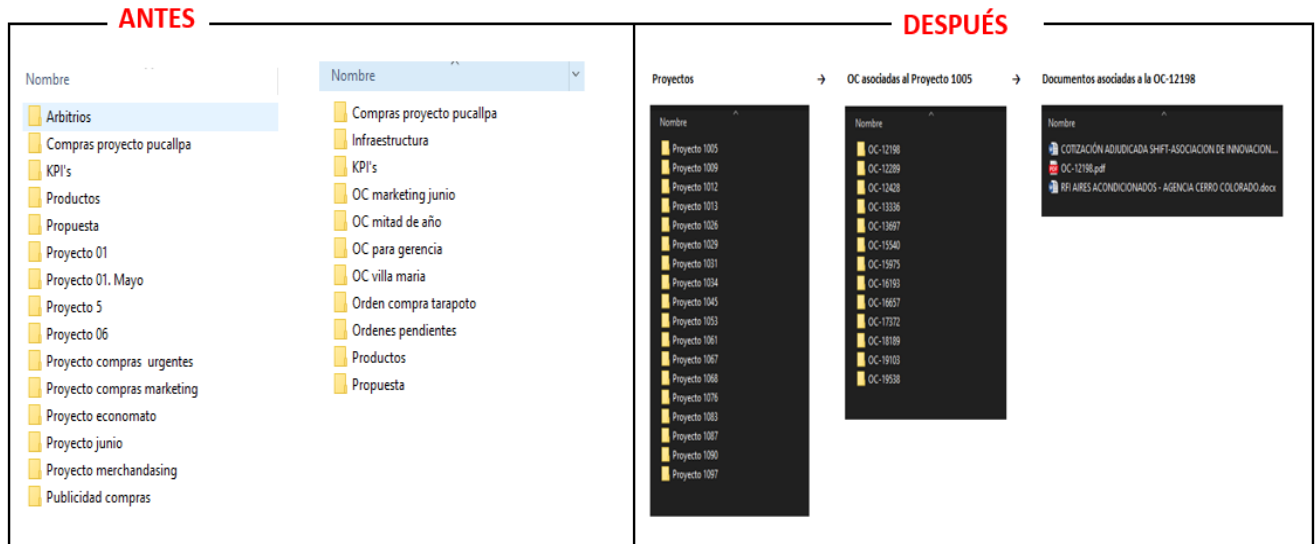 ANTES
DESPUÉS
Nombre
Arbitrios
Compras proyecto pucallpa
KPI's
Productos
Propuesta
Proyecto 01
Proyecto 01. Mayo
Proyecto 5
Proyecto 06
Proyecto compras  urgentes
Proyecto compras marketing
Proyecto economato
Proyecto junio
Proyecto merchandasing
Publicidad compras
Nombre
Compras proyecto pucallpa
Infraestructura
KPI's
OC marketing junio
OC mitad de año
OC para gerencia
OC villa maria
Orden compra tarapoto
Ordenes pendientes
Productos
Propuesta
Proyectos → OC asociadas al Proyecto 1005 → Documentos asociadas a la OC-12198
Nombre
Proyecto 1005
Proyecto 1009
Proyecto 1012
Proyecto 1013
Proyecto 1026
Proyecto 1029
Proyecto 1031
Proyecto 1034
Proyecto 1045
Proyecto 1053
Proyecto 1061
Proyecto 1067
Proyecto 1068
Proyecto 1076
Proyecto 1083
Proyecto 1087
Proyecto 1090
Proyecto 1097
Nombre
OC-12198
OC-12289
OC-12428
OC-13336
OC-13697
OC-15540
OC-15975
OC-16193
OC-16657
OC-17372
OC-18189
OC-19103
OC-19538
Nombre
COTIZACIÓN ADJUDICADA SHIFT-ASOCIACION DE INNOVACION....
OC-12198.pdf
RFI AIRES ACONDICIONADOS - AGENCIA CERRO COLORADO.docx